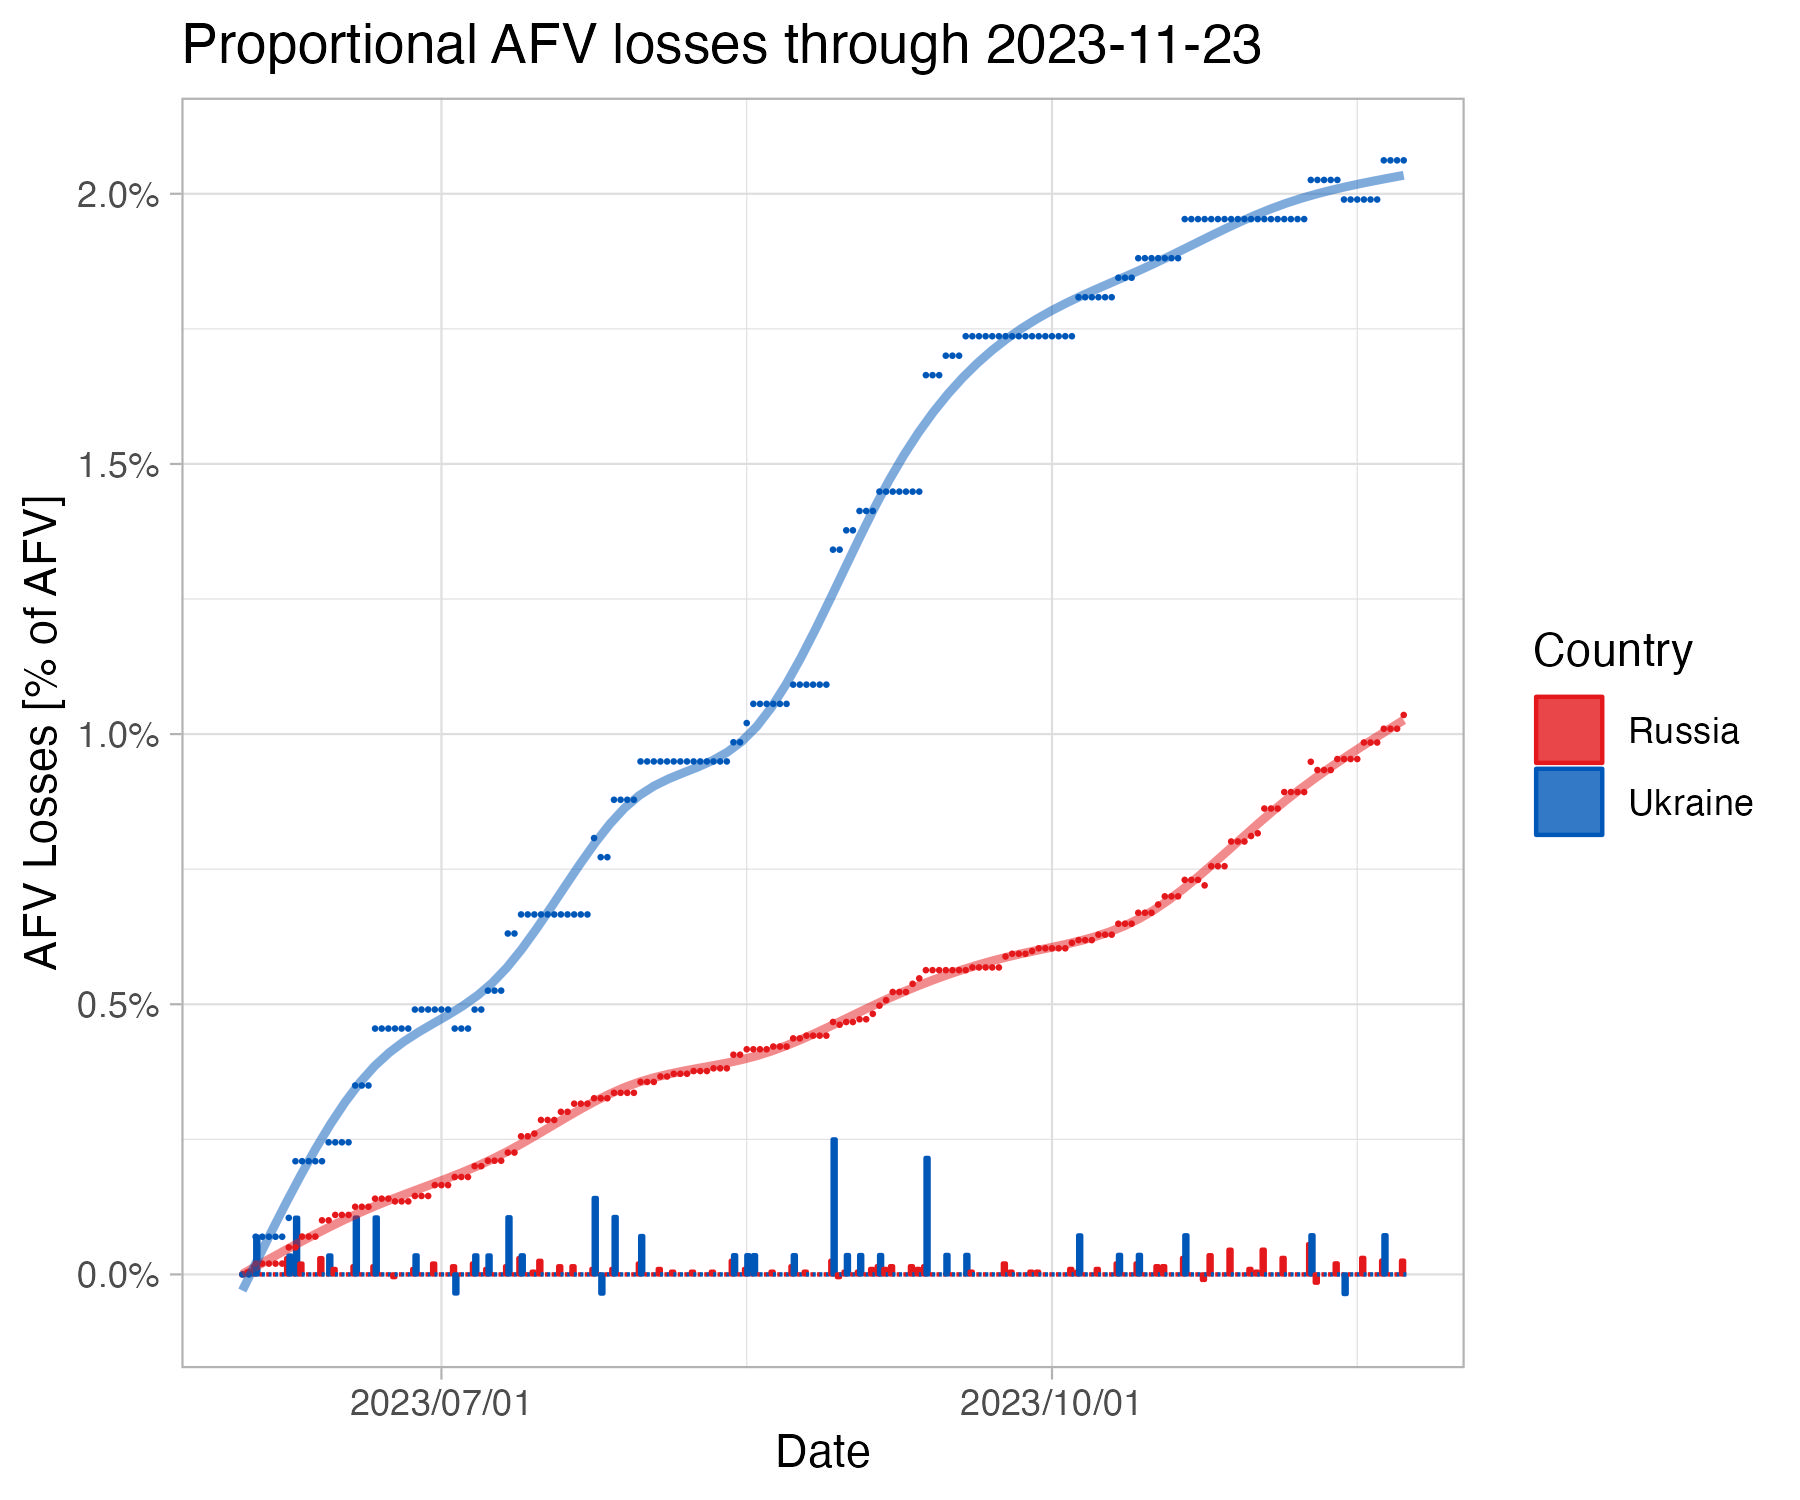 Proportional AFV losses through 2023-11-23
AFV Losses [% of AFV]
2.0%
1.5%
1.0%
0.5%
0.0%
2023/07/01
2023/10/01
Date
Country
Russia
Ukraine